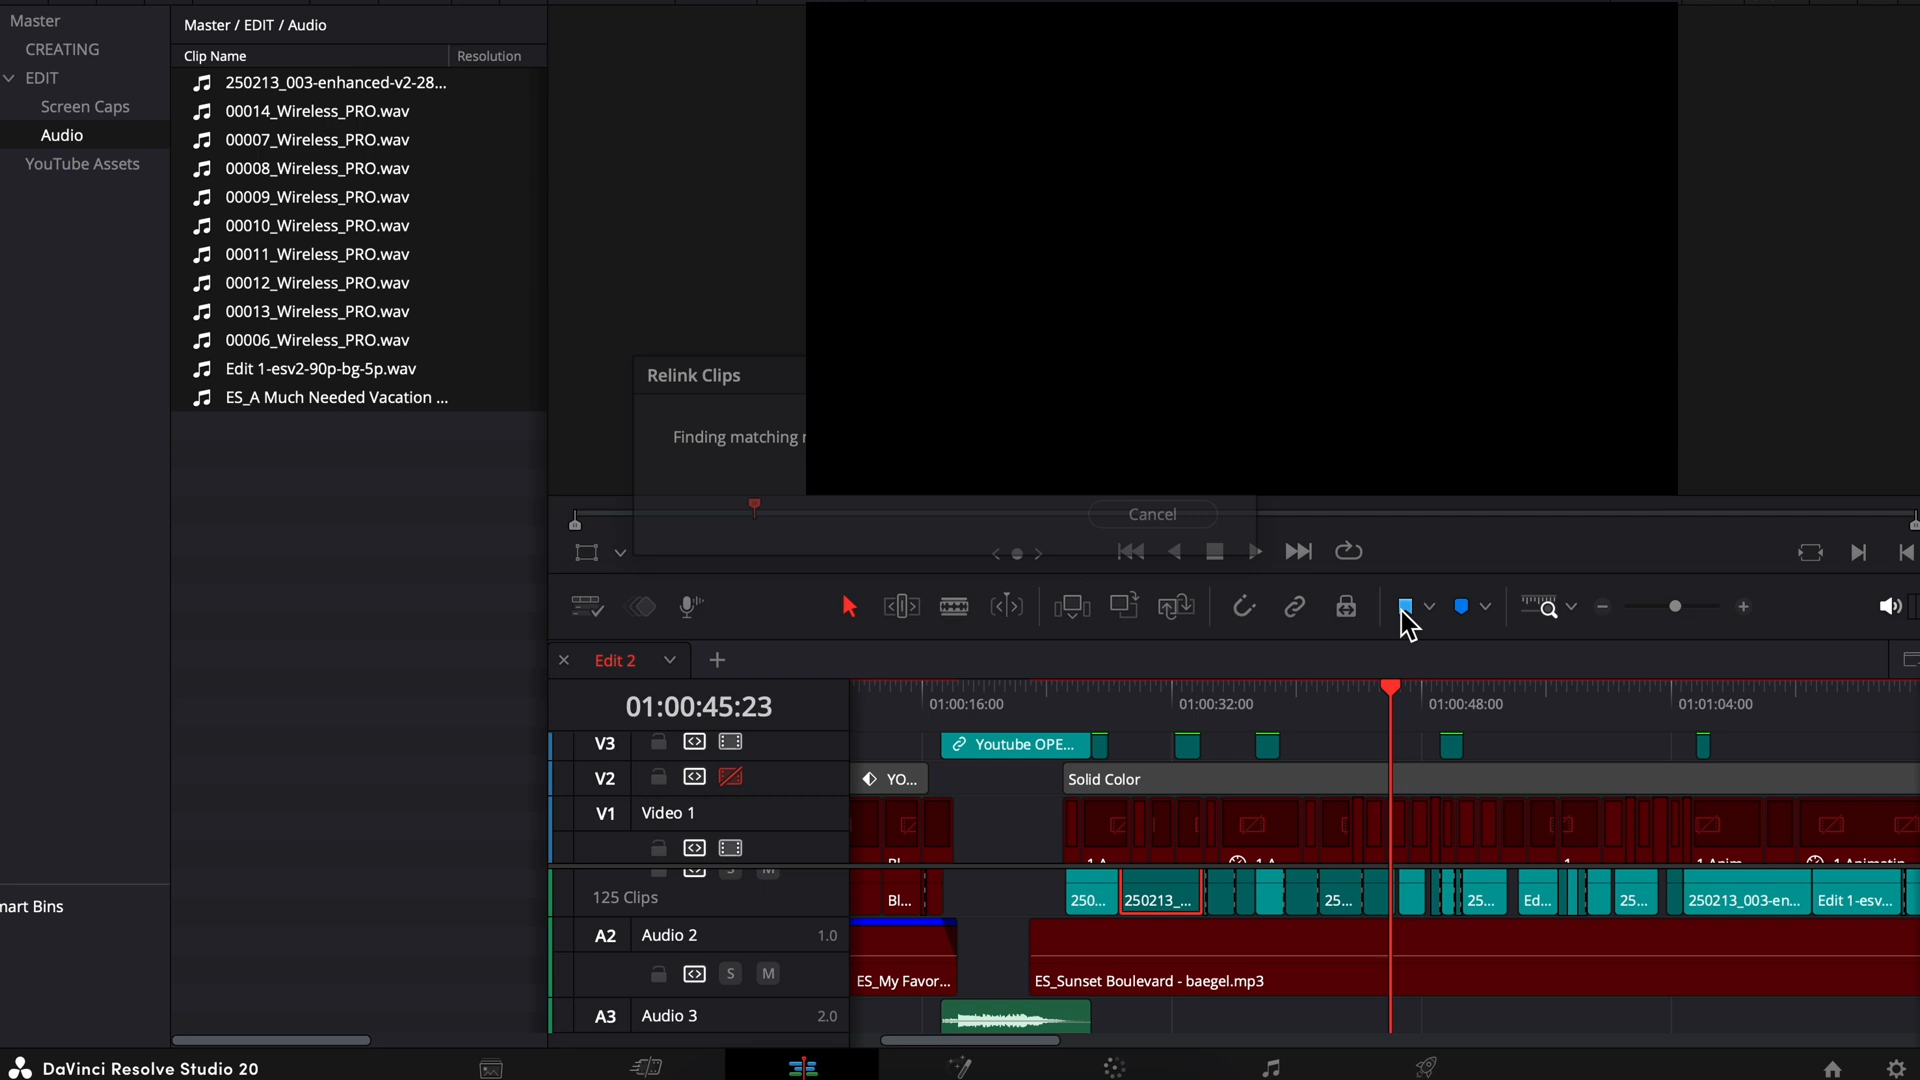 Master
CREATING
EDIT
Screen Caps
Audio
YouTube Assets
mart Bins
Master / EDIT / Audio
Clip Name
Resolution
250213_003-enhanced-v2-28...
00014_Wireless_PRO.wav
00007_Wireless_PRO.wav
00008_Wireless_PRO.wav
00009_Wireless_PRO.wav
00010_Wireless_PRO.wav
00011_Wireless_PRO.wav
00012_Wireless_PRO.wav
00013_Wireless_PRO.wav
00006_Wireless_PRO.wav
Edit 1-esv2-90p-bg-5p.wav
ES_A Much Needed Vacation ...
Relink Clips
Finding matching
Cancel
Edit 2
01:00:45:23
01:00:16:00
01:00:32:00
01:00:48:00
01:01:04:00
V3
Youtube OPE...
V2
YO...
Solid Color
V1
Video 1
1 Anim
1 Animatin
S M
125 Clips
Bl...
250...
250213_...
25...
25...
Ed...
25...
250213_003-en...
Edit 1-esv...
A2
Audio 2
1.0
S
M
ES_My Favor...
ES_Sunset Boulevard - baegel.mp3
A3
Audio 3
2.0
DaVinci Resolve Studio 20